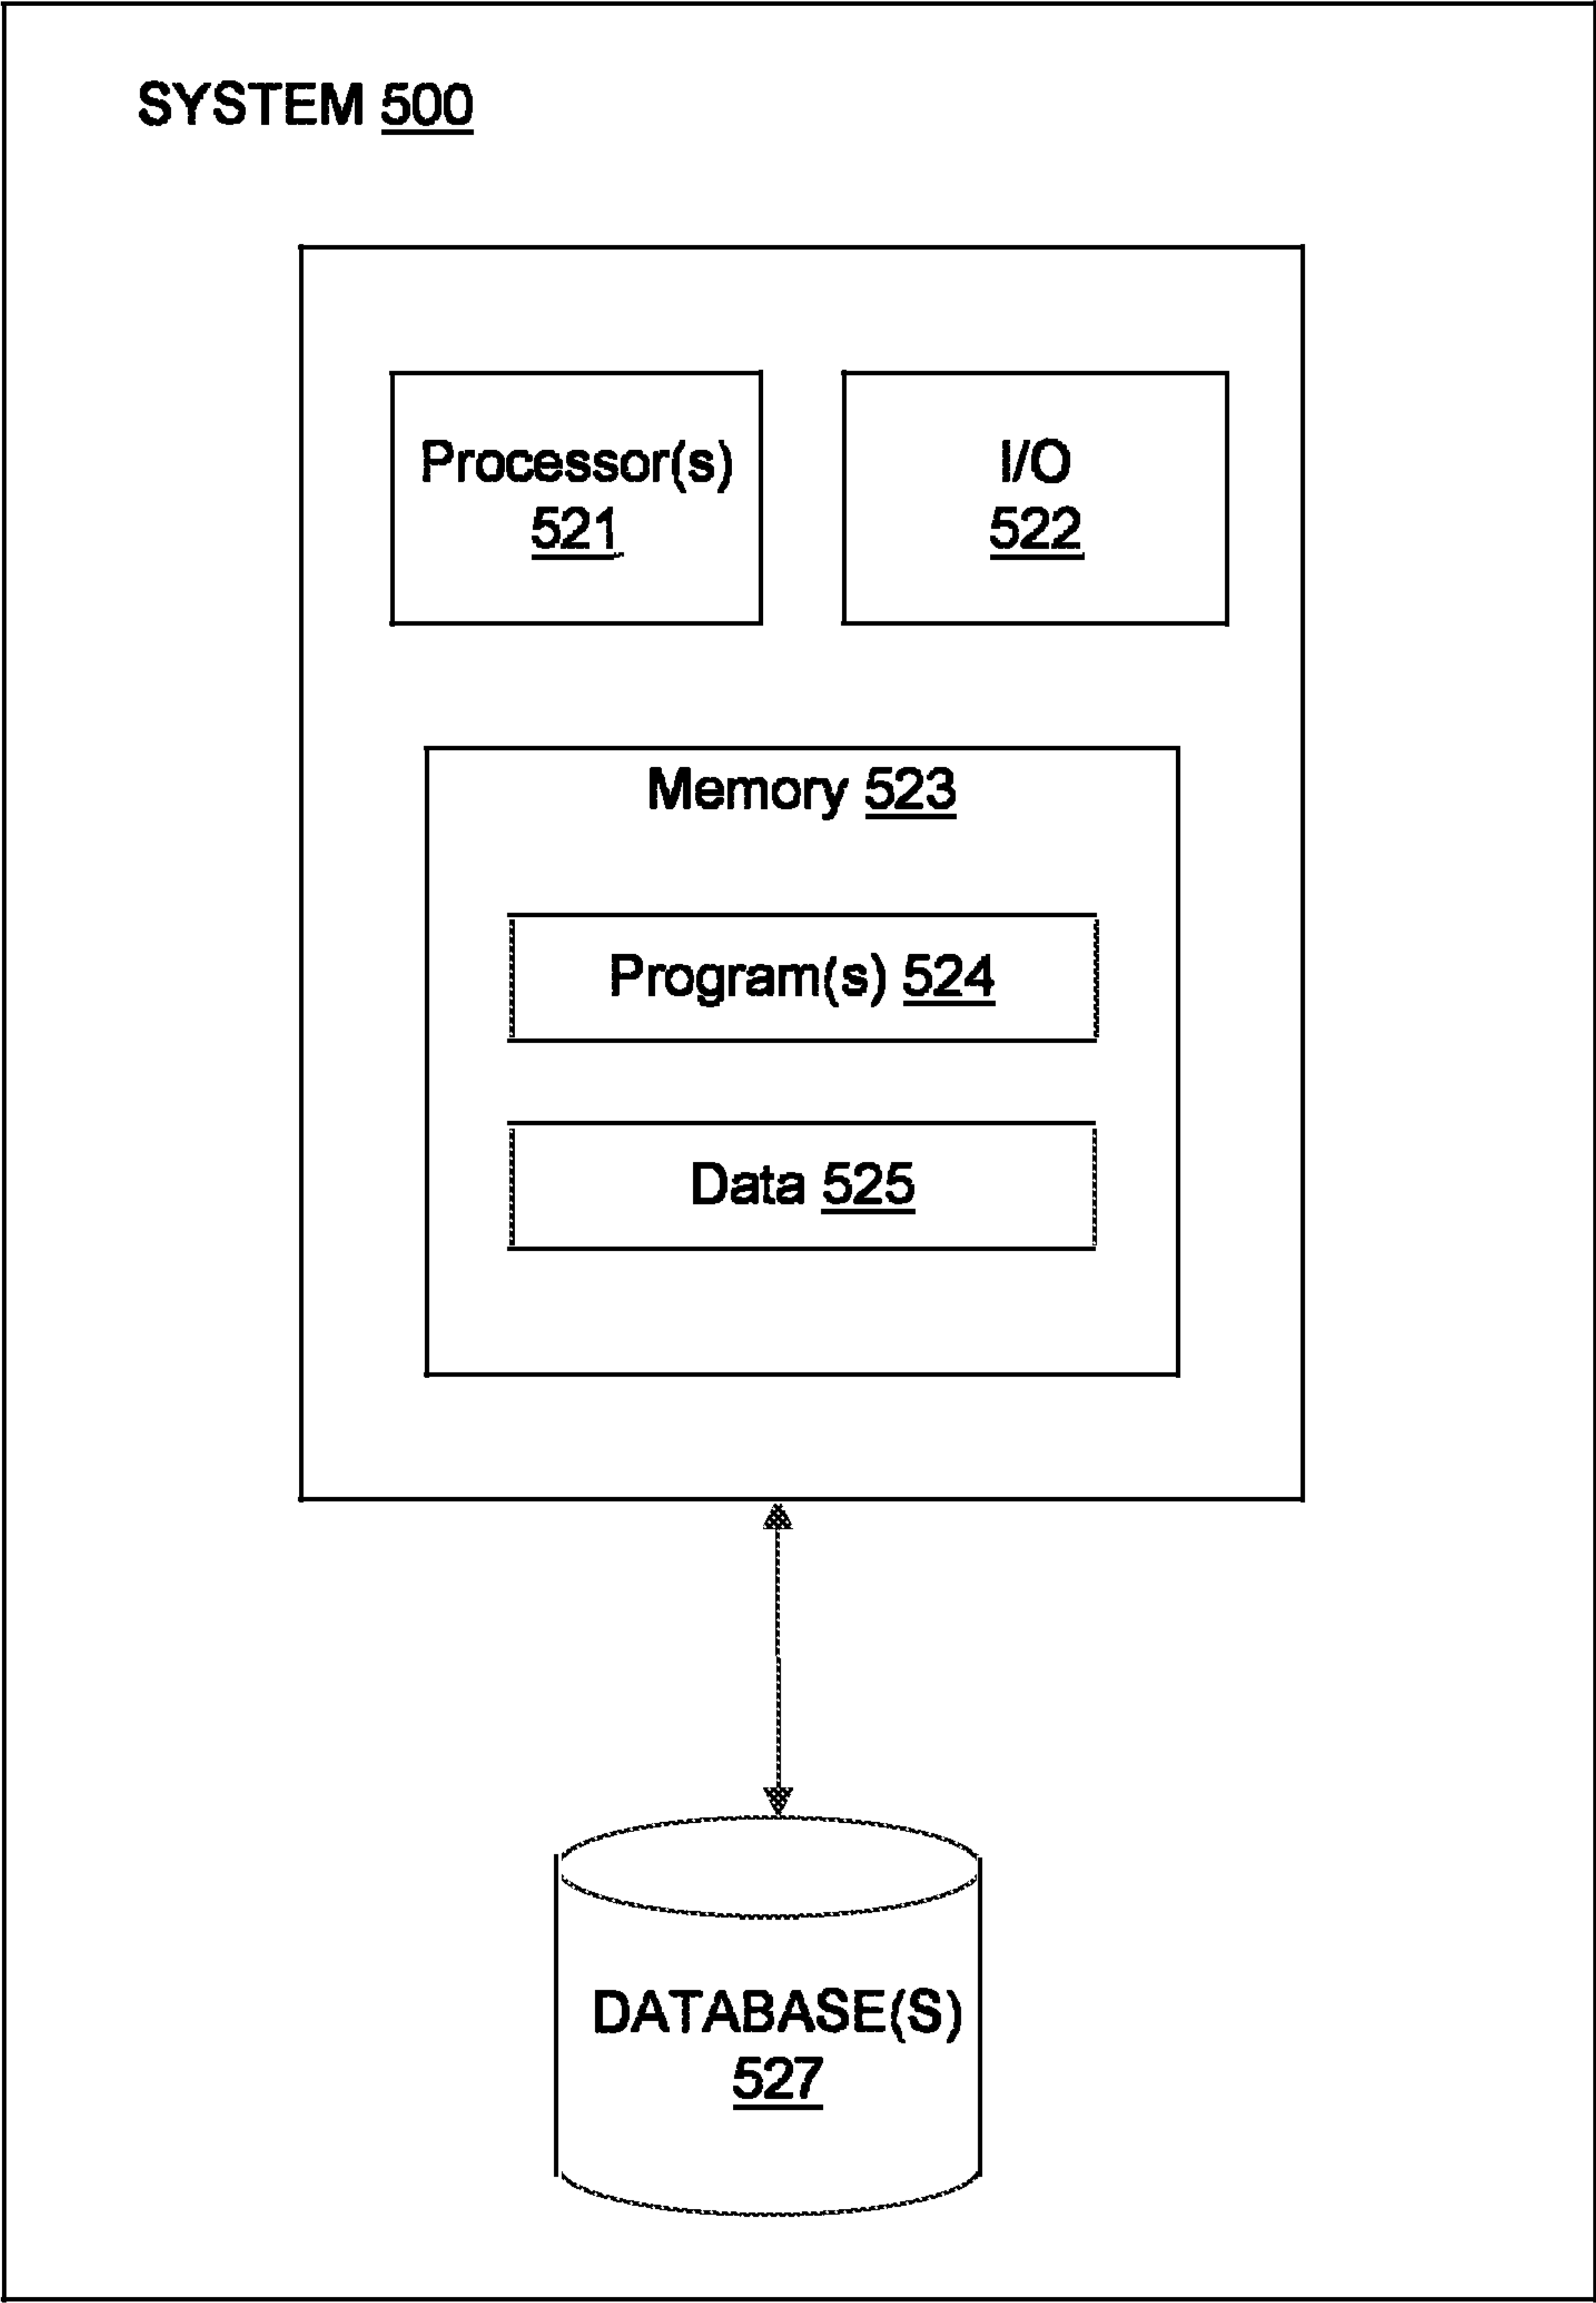 SYSTEM 500
Processor(s)
521
I/O
522
Memory 523
Program(s) 524
Data 525
DATABASE(S)
527